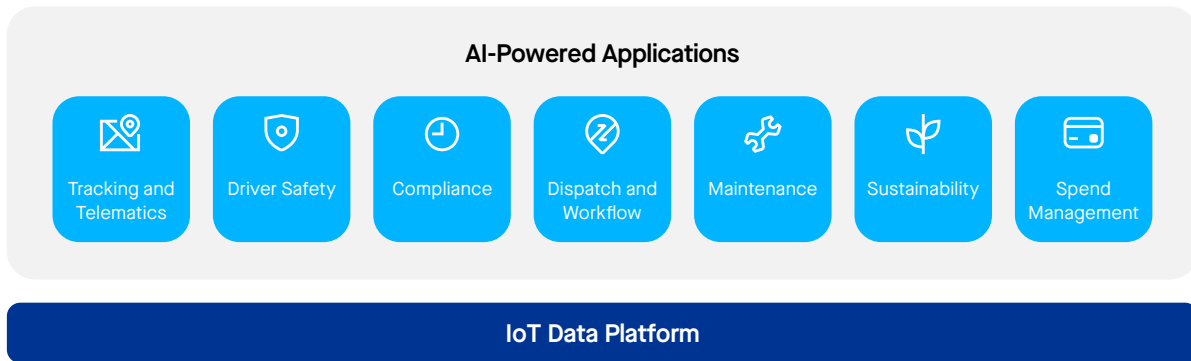 AI-Powered Applications
Tracking and
Telematics
Driver Safety
Compliance
Dispatch and
Workflow
Maintenance
Sustainability
Spend
Management
IoT Data Platform